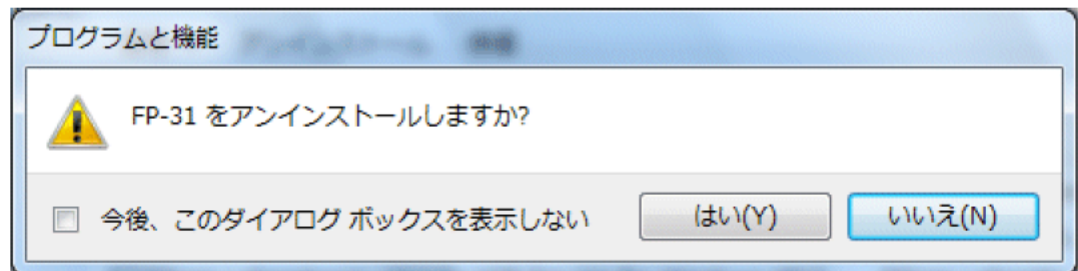 プログラムと機能
FP-31 をアンインストールしますか?
今後、このダイアログ ボックスを表示しない
はい(Y)
いいえ(N)